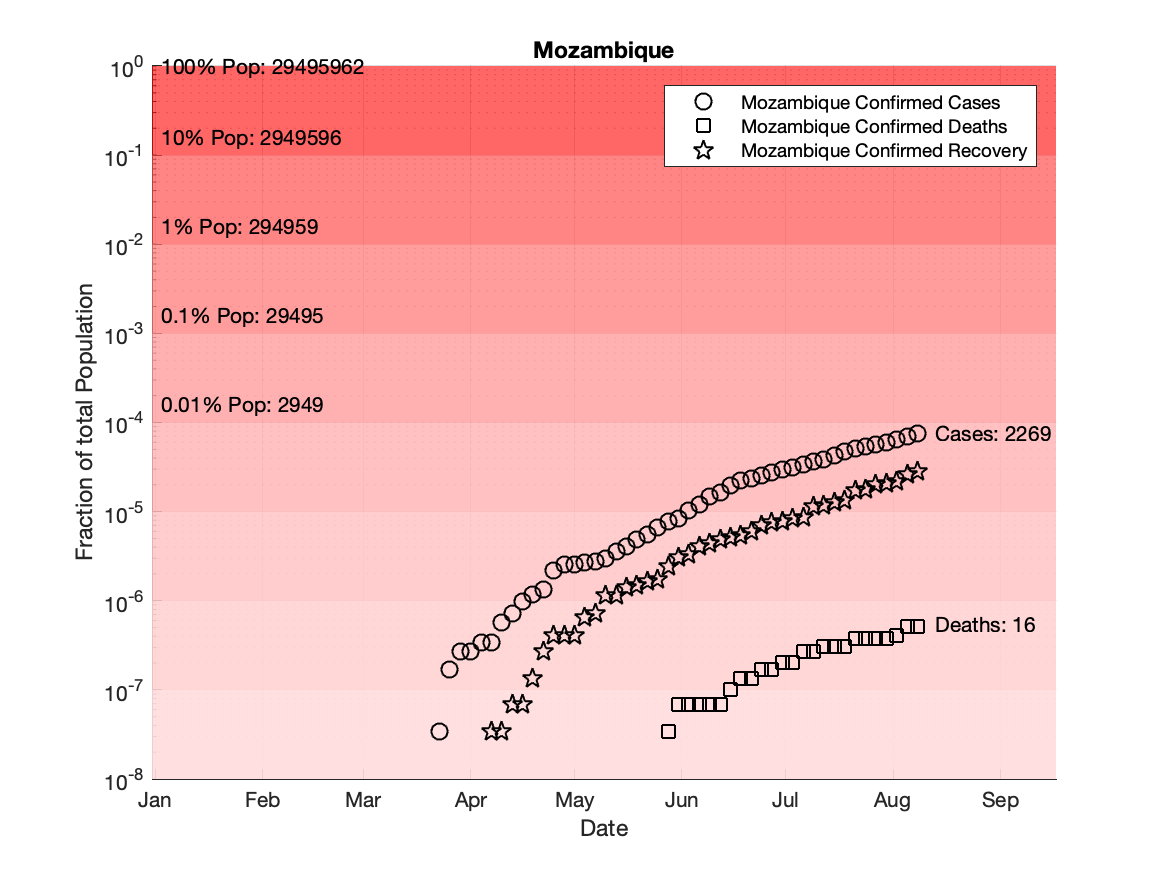 Mozambique
10^0
10^-1
10^-2
10^-3
10^-4
10^-5
10^-6
10^-7
10^-8
Fraction of total Population
100% Pop: 29495962
10% Pop: 2949596
1% Pop: 294959
0.1% Pop: 29495
0.01% Pop: 2949
Mozambique Confirmed Cases
Mozambique Confirmed Deaths
Mozambique Confirmed Recovery
Cases: 2269
Deaths: 16
Jan Feb Mar Apr May Jun Jul Aug Sep
Date